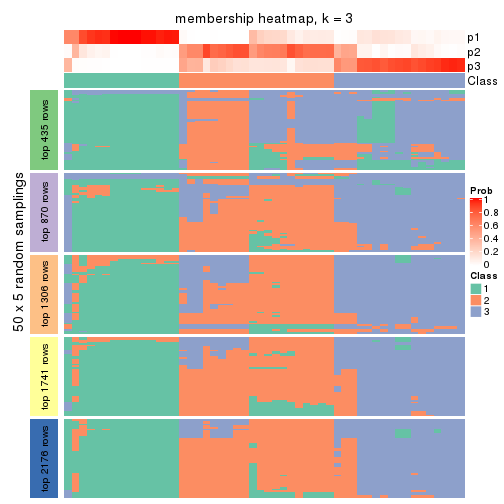 membership heatmap, k = 3
p1
p2
p3
Class
50 x 5 random samplings
top 435 rows
top 870 rows
top 1306 rows
top 1741 rows
top 2176 rows
Prob
1
0.8
0.6
0.4
0.2
0
Class
1
2
3